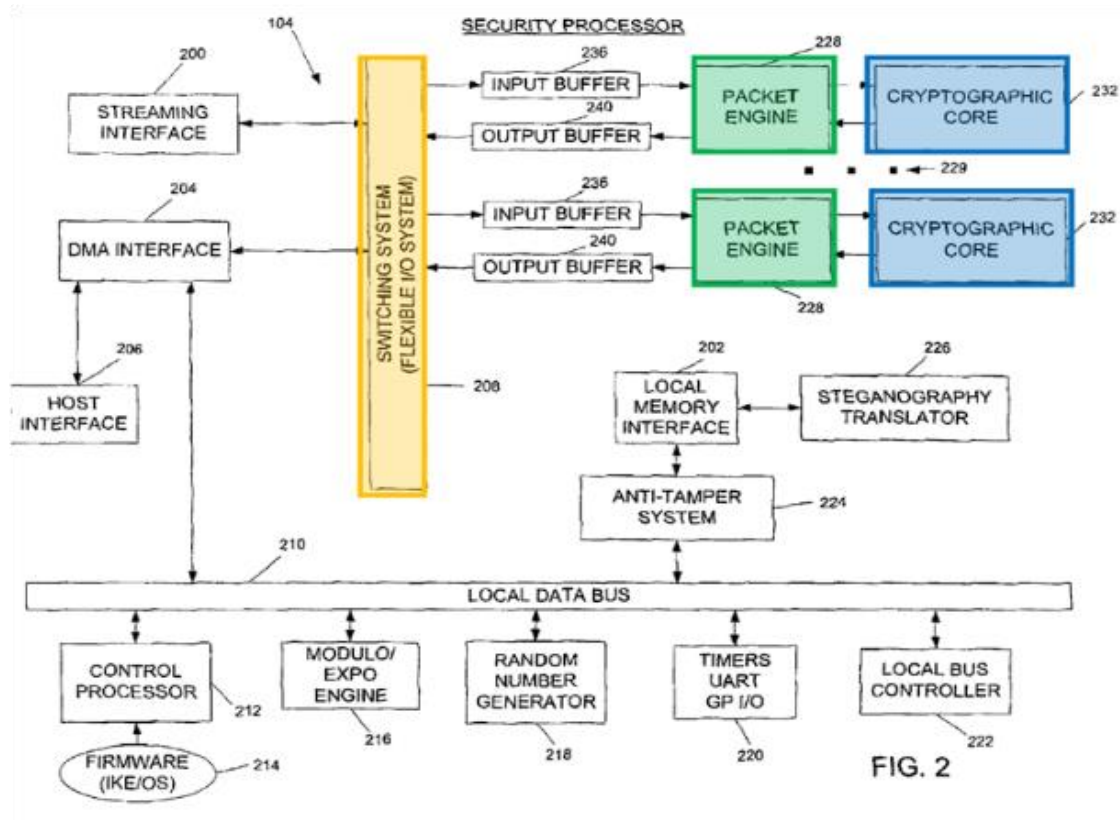 SECURITY PROCESSOR
104
200
STREAMING
INTERFACE
236
INPUT BUFFER
240
OUTPUT BUFFER
228
PACKET
ENGINE
CRYPTOGRAPHIC
CORE
232
229
204
DMA INTERFACE
236
INPUT BUFFER
240
OUTPUT BUFFER
PACKET
ENGINE
228
CRYPTOGRAPHIC
CORE
232
SWITCHING SYSTEM
(FLEXIBLE I/O SYSTEM)
208
206
HOST
INTERFACE
202
LOCAL
MEMORY
INTERFACE
226
STEGANOGRAPHY
TRANSLATOR
ANTI-TAMPER
SYSTEM
224
210
LOCAL DATA BUS
CONTROL
PROCESSOR
212
FIRMWARE
(IKE/OS)
214
MODULO/
EXPO
ENGINE
216
RANDOM
NUMBER
GENERATOR
218
TIMERS
UART
GP I/O
220
LOCAL BUS
CONTROLLER
222
FIG. 2